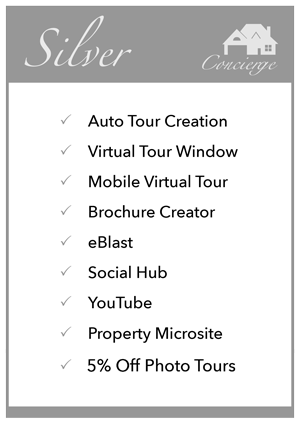 Silver
Concierge
Auto Tour Creation
Virtual Tour Window
Mobile Virtual Tour
Brochure Creator
eBlast
Social Hub
YouTube
Property Microsite
5% Off Photo Tours